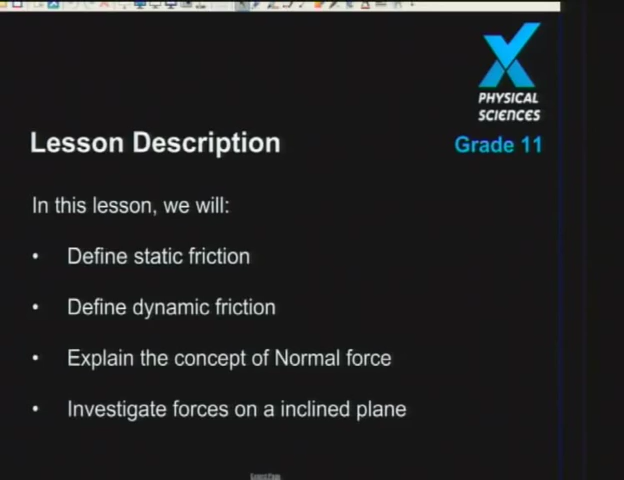 PHYSICAL
SCIENCES
Lesson Description
Grade 11
In this lesson, we will:
• Define static friction
• Define dynamic friction
• Explain the concept of Normal force
• Investigate forces on a inclined plane